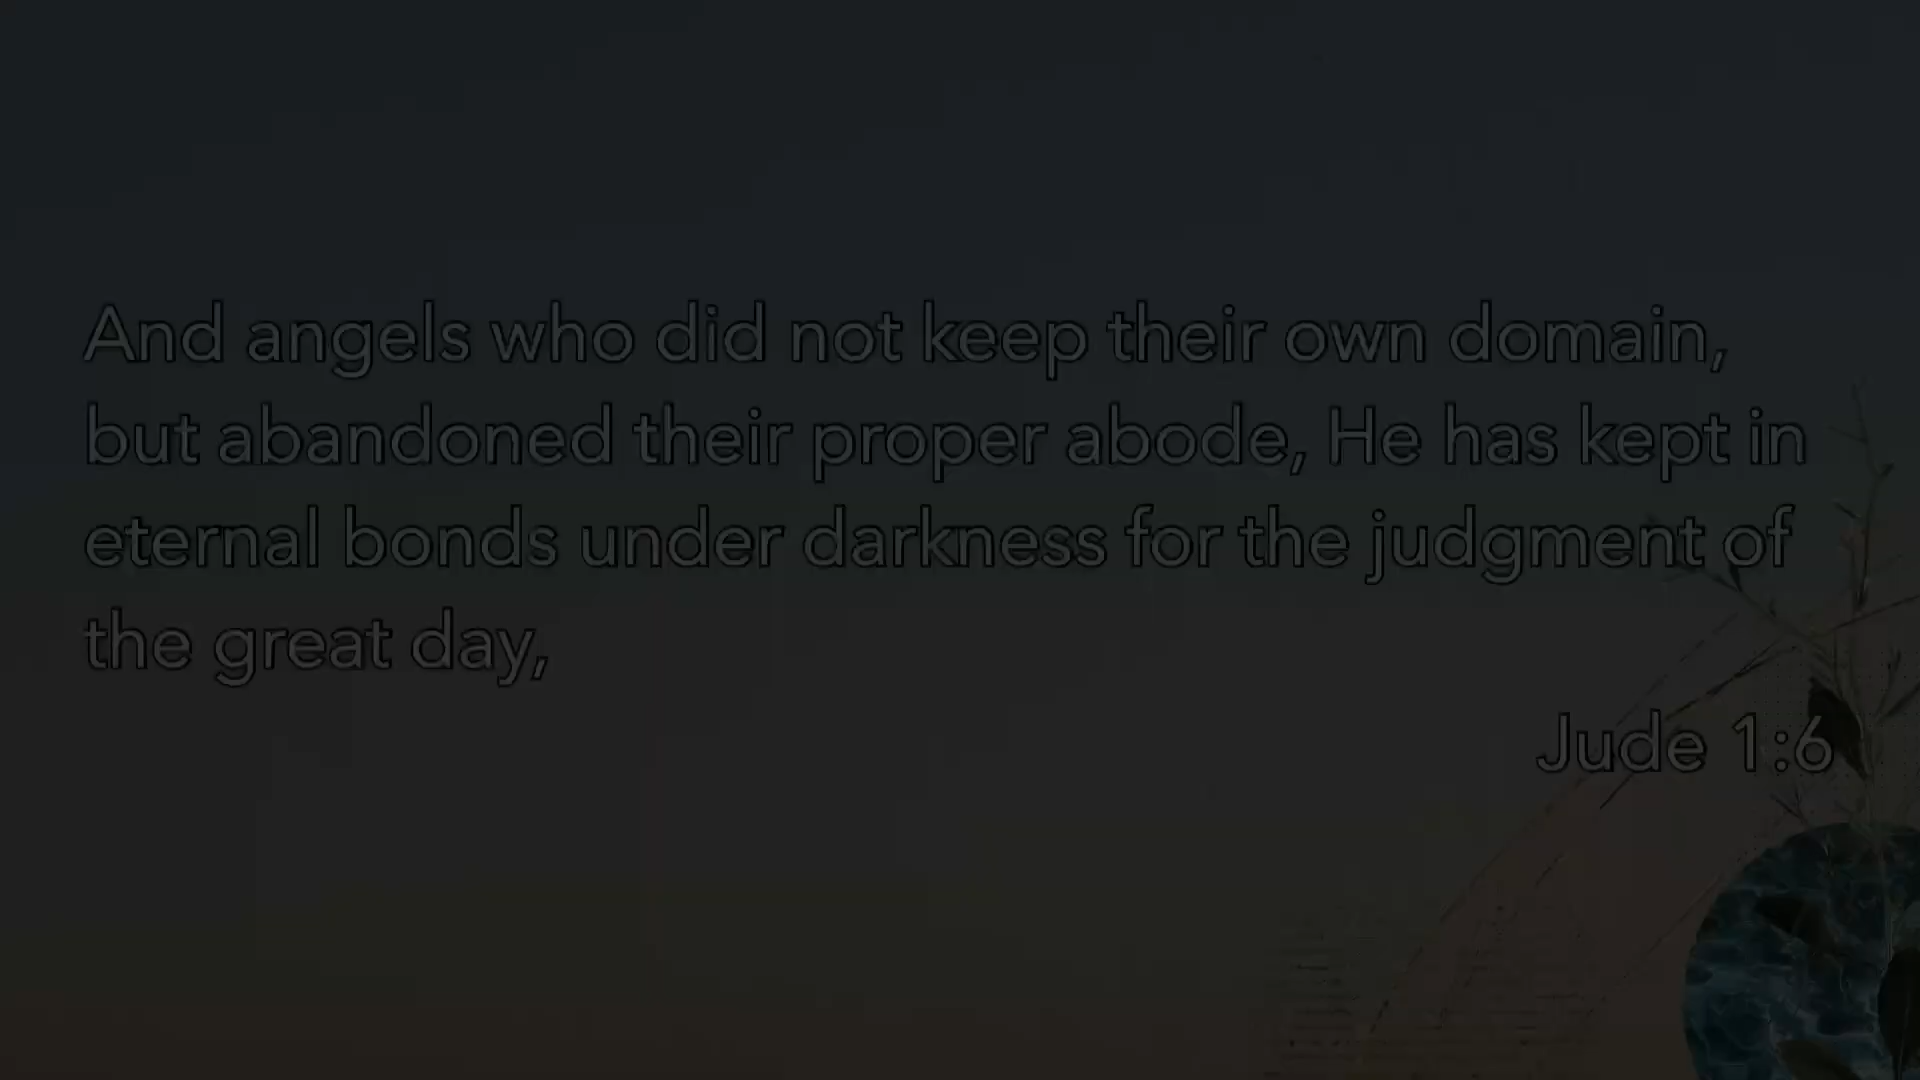 And angels who did not keep their own domain,
but abandoned their proper abode, He has kept in
eternal bonds under darkness for the judgment of
the great day,
Jude 1:6